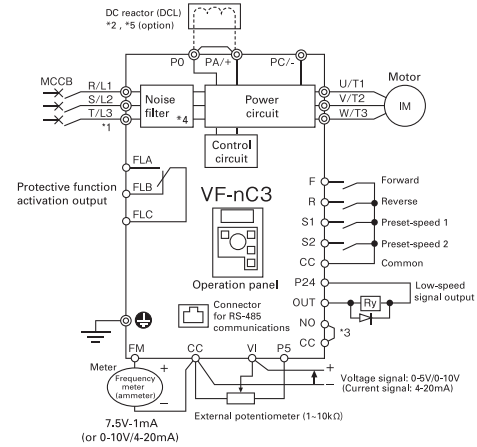 DC reactor (DCL)
*2 , *5 (option)
PO PA/+ PC/-
MCCB
R/L1
S/L2
T/L3
*1
Noise
filter *4
Power
circuit
U/T1
V/T2
W/T3
Motor
IM
Control
circuit
FLA
FLB
FLC
Protective function
activation output
VF-nC3
Operation panel
F Forward
R Reverse
S1 Preset-speed 1
S2 Preset-speed 2
CC Common
P24
OUT
Ry
Low-speed
signal output
NO
CC
*3
Connector
for RS-485
communications
FM CC VI P5
Meter
+
Frequency
meter
(ammeter)
−
7.5V-1mA
(or 0-10V/4-20mA)
External potentiometer (1~10kΩ)
+
−
Voltage signal: 0-5V/0-10V
(Current signal: 4-20mA)